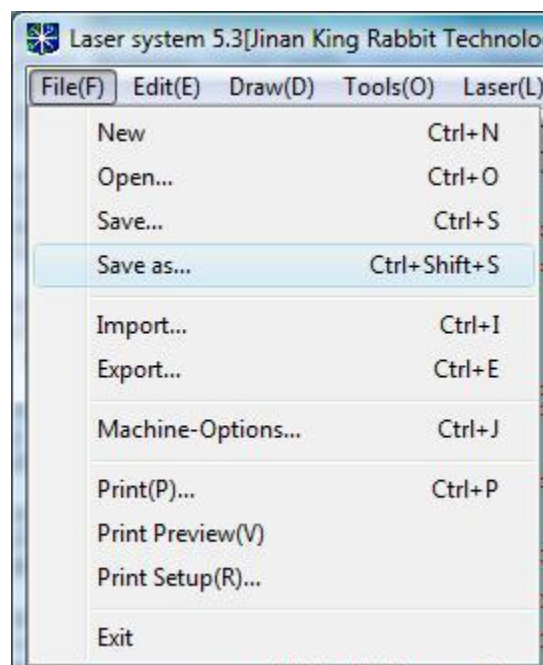 Laser system 5.3[Jinan King Rabbit Technolo
File(F) Edit(E) Draw(D) Tools(O) Laser(L)
New Ctrl+N
Open... Ctrl+O
Save... Ctrl+S
Save as... Ctrl+Shift+S
Import... Ctrl+I
Export... Ctrl+E
Machine-Options... Ctrl+J
Print(P)... Ctrl+P
Print Preview(V)
Print Setup(R)...
Exit